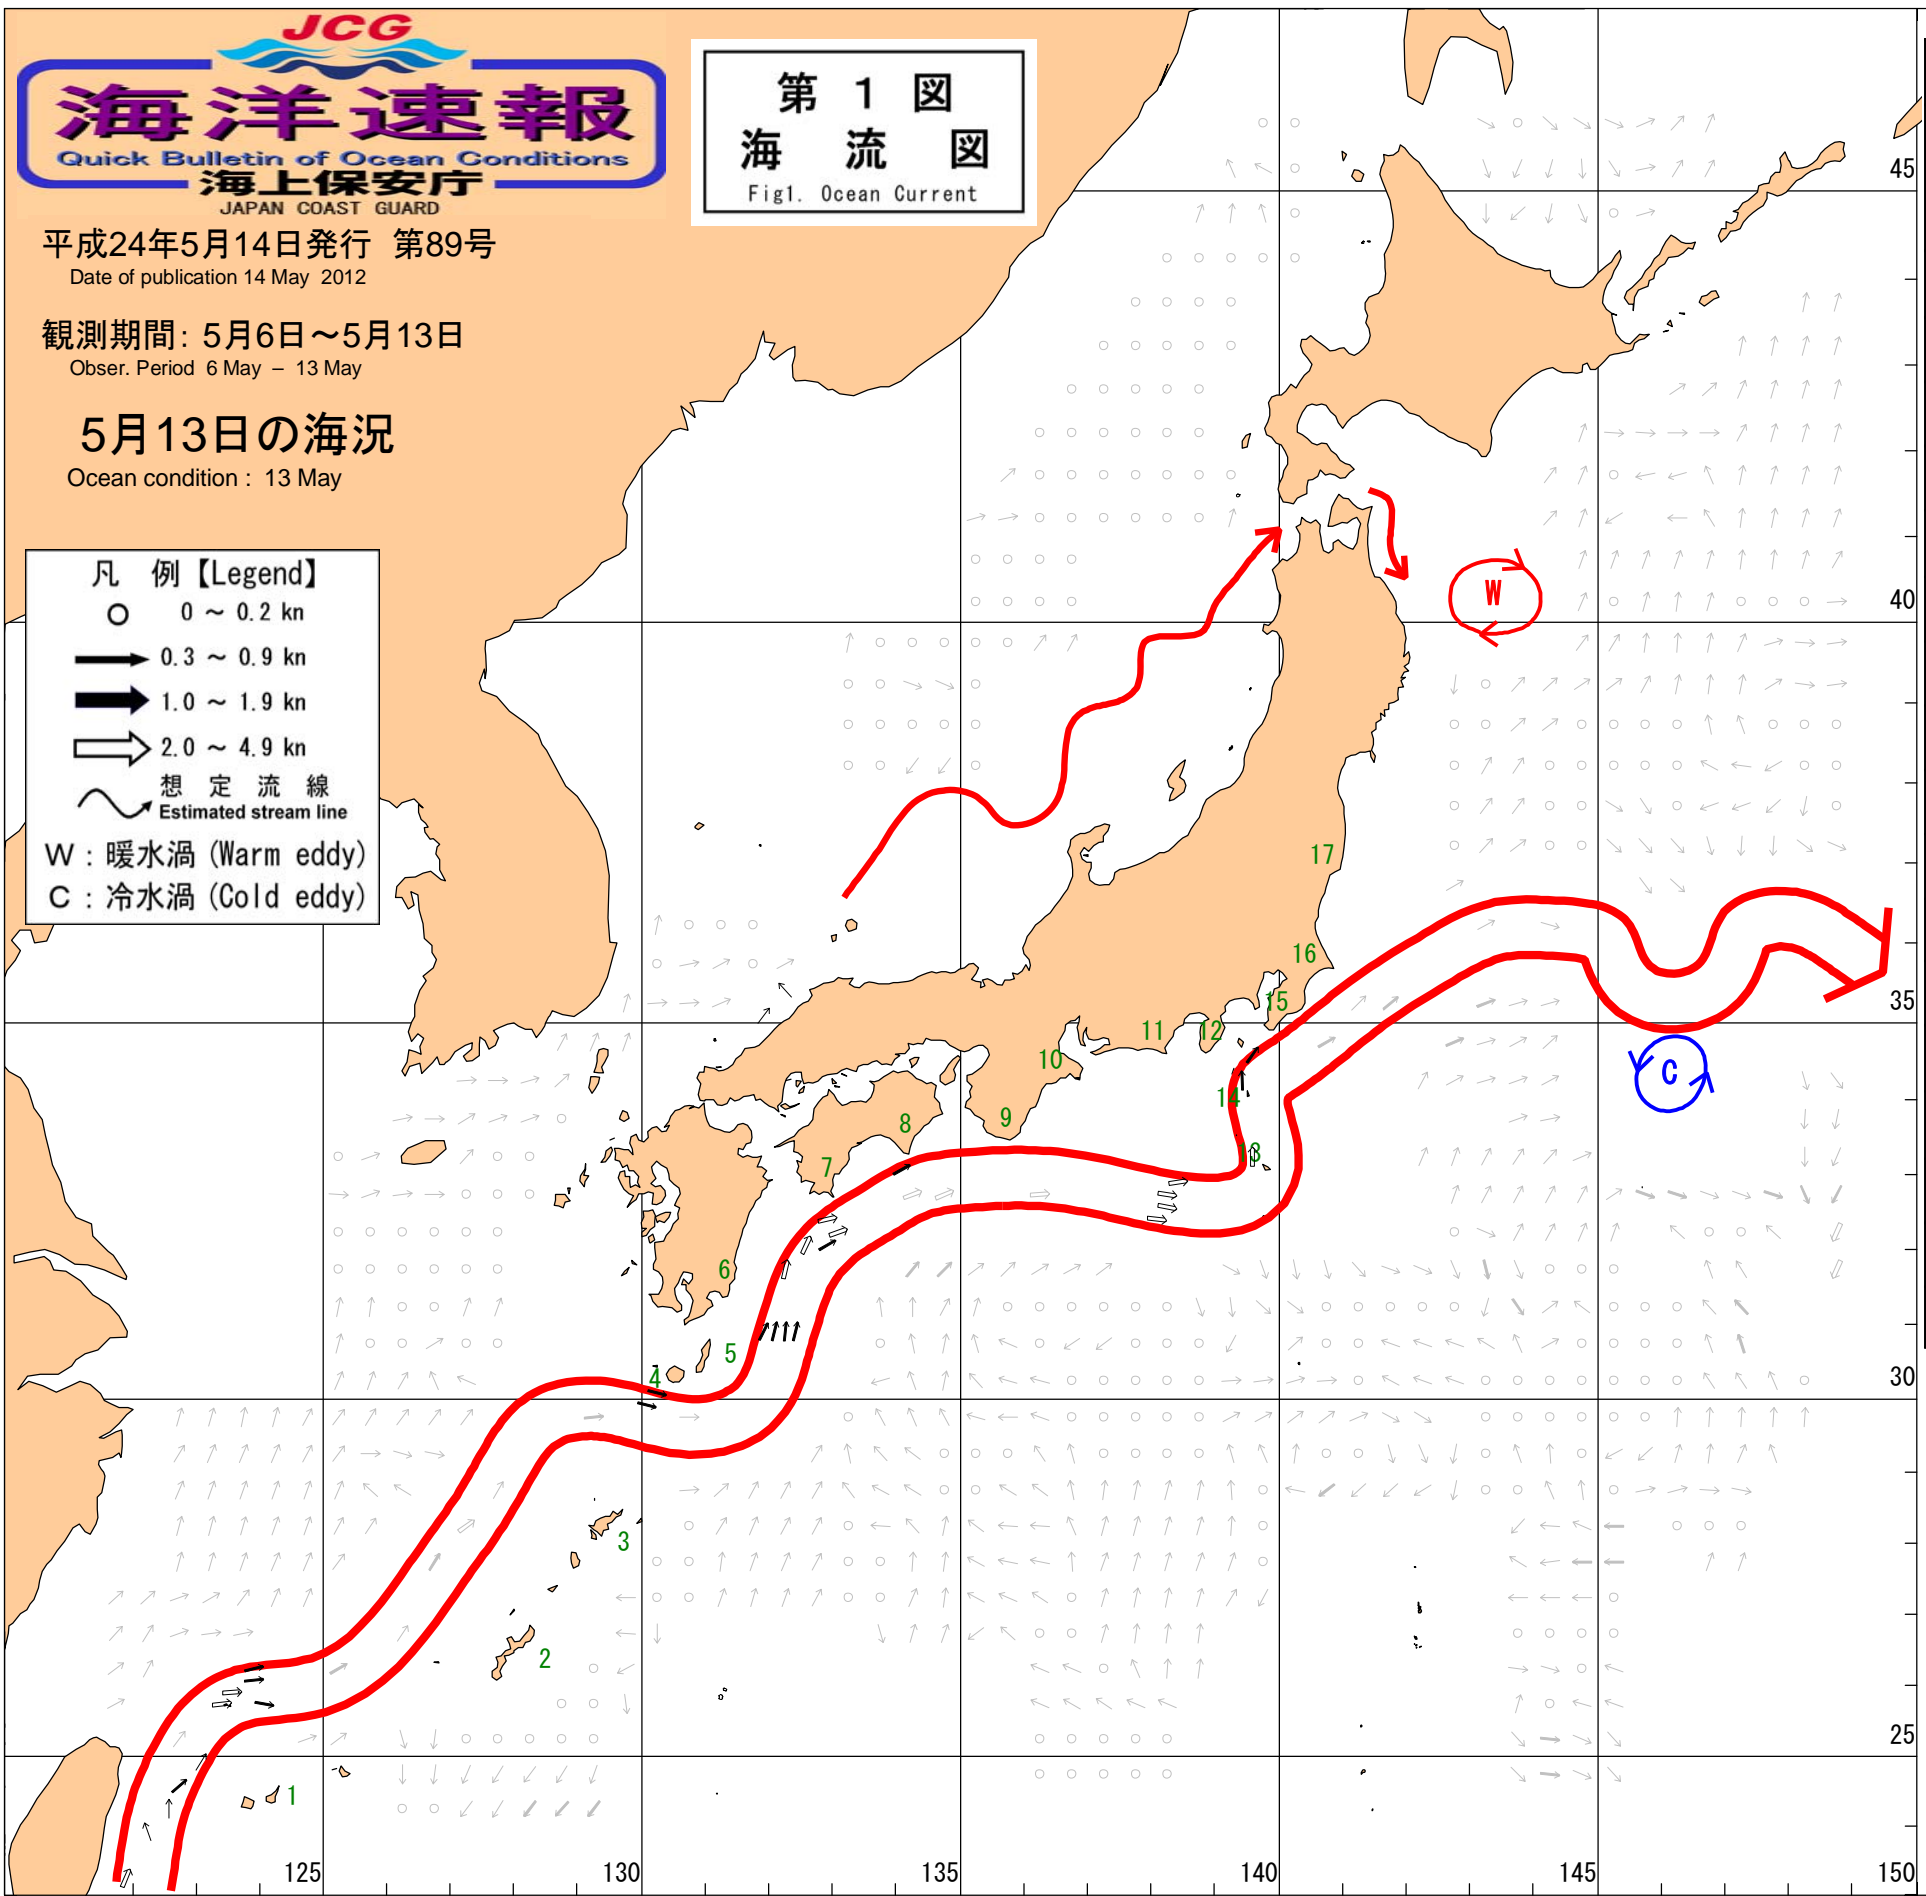 JCG
海洋速報
Quick Bulletin of Ocean Conditions
海上保安庁
JAPAN COAST GUARD
平成24年5月14日発行 第89号
Date of publication 14 May 2012
観測期間: 5月6日～5月13日
Obser. Period 6 May – 13 May
5月13日の海況
Ocean condition : 13 May
第 1 図
海 流 図
Fig1. Ocean Current
凡 例【Legend】
0 ～ 0.2 kn
0.3 ～ 0.9 kn
1.0 ～ 1.9 kn
2.0 ～ 4.9 kn
想 定 流 線
Estimated stream line
W : 暖水渦 (Warm eddy)
C : 冷水渦 (Cold eddy)
45
40
W
17
16
15
35
12
11
10
C
14
9
8
13
7
6
5
4
30
3
2
25
1
125
130
135
140
145
150